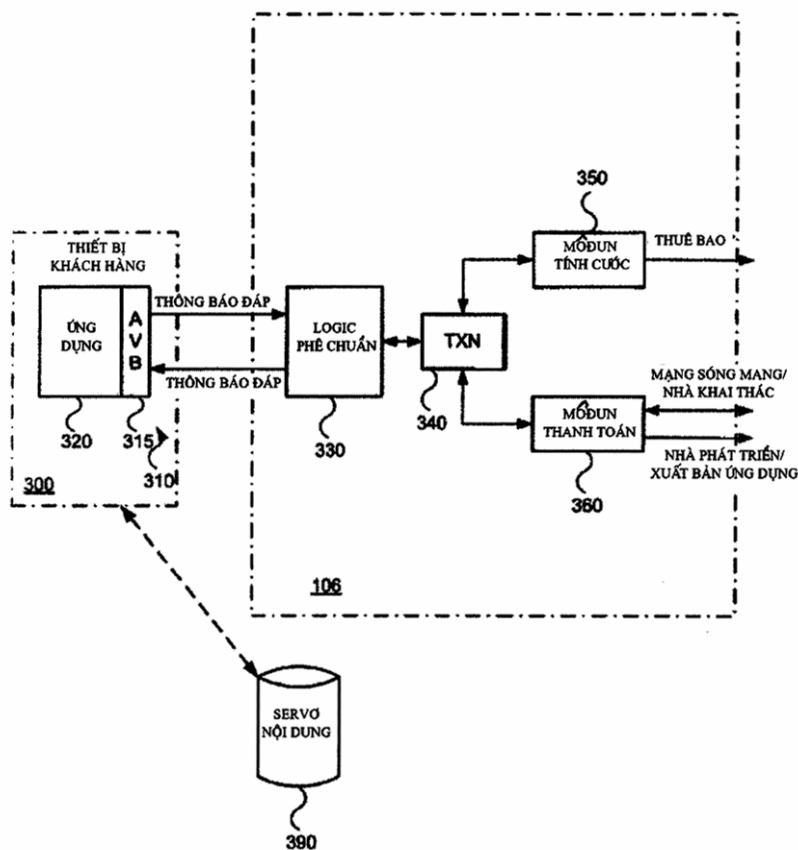 350
MÔĐUN
TÍNH CƯỚC
THUÊ BAO
THIẾT BỊ
KHÁCH HÀNG
ỨNG
DỤNG
A
V
B
THÔNG BÁO ĐÁP
THÔNG BÁO ĐÁP
LOGIC
PHÊ CHUẨN
TXN
MẠNG SÓNG MANG/
NHÀ KHAI THÁC
MÔĐUN
THANH TOÁN
NHÀ PHÁT TRIỂN/
XUẤT BẢN ỨNG DỤNG
320
315
310
300
330
340
360
106
SERVƠ
NỘI DUNG
390